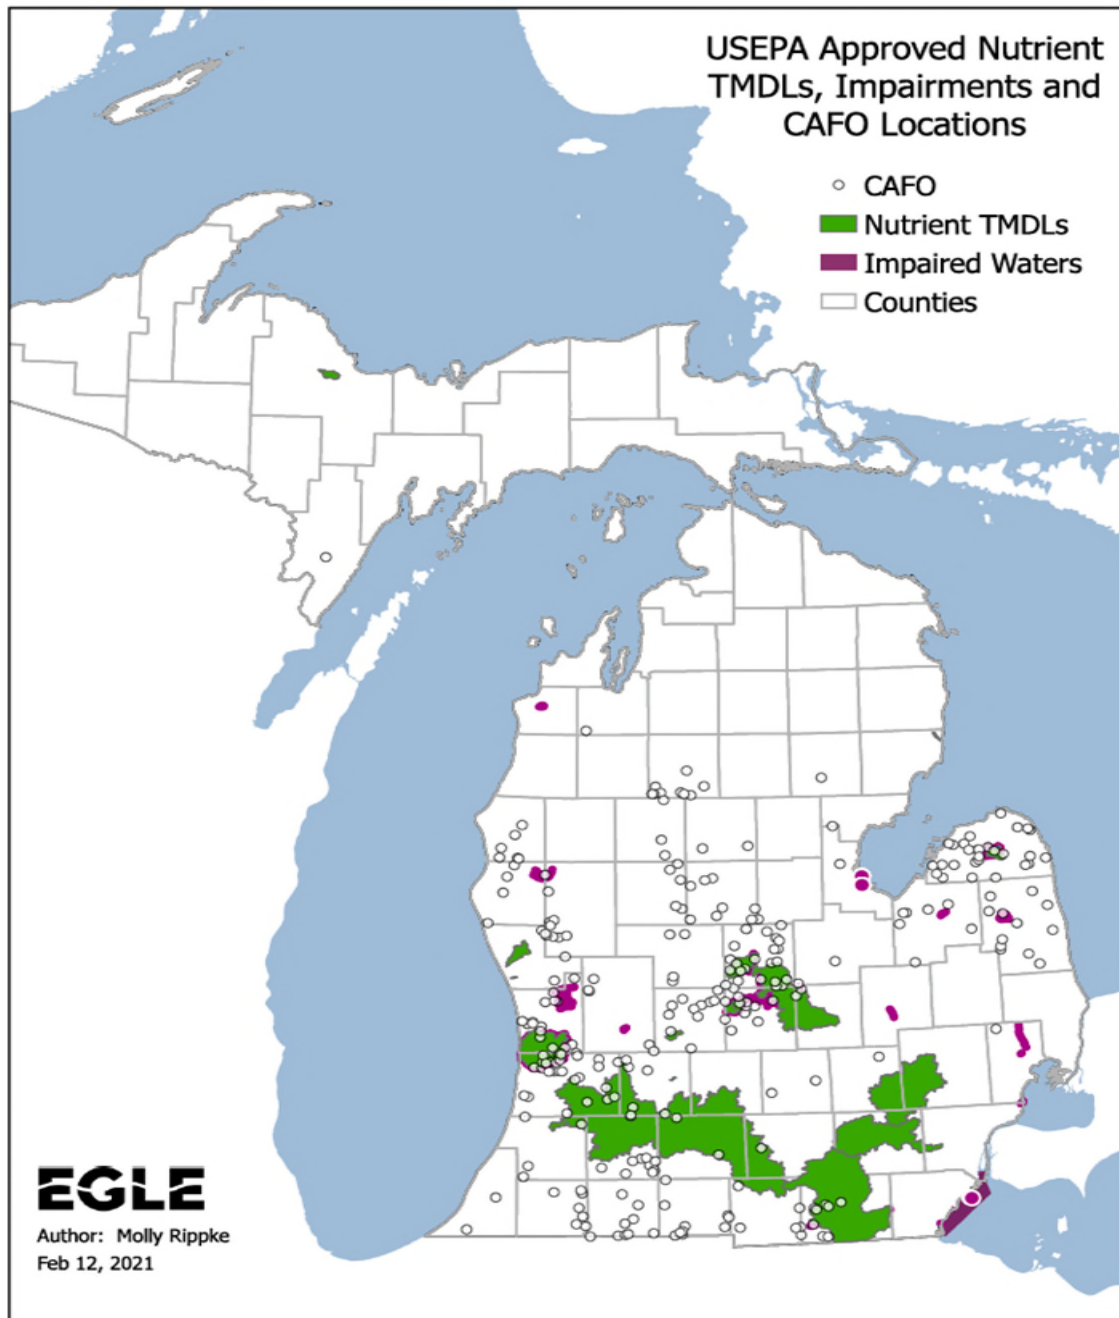 USEPA Approved Nutrient
TMDLs, Impairments and
CAFO Locations
CAFO
Nutrient TMDLs
Impaired Waters
Counties
EGLE
Author: Molly Rippke
Feb 12, 2021